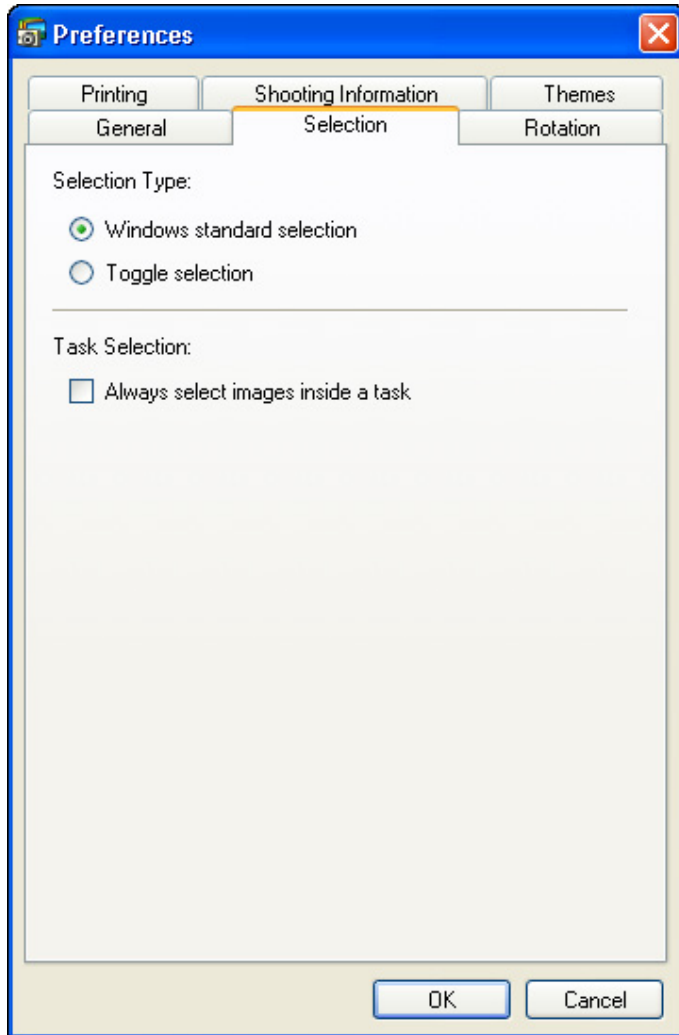 Preferences
Printing Shooting Information Themes
General Selection Rotation
Selection Type:
Windows standard selection
Toggle selection
Task Selection:
Always select images inside a task
OK Cancel